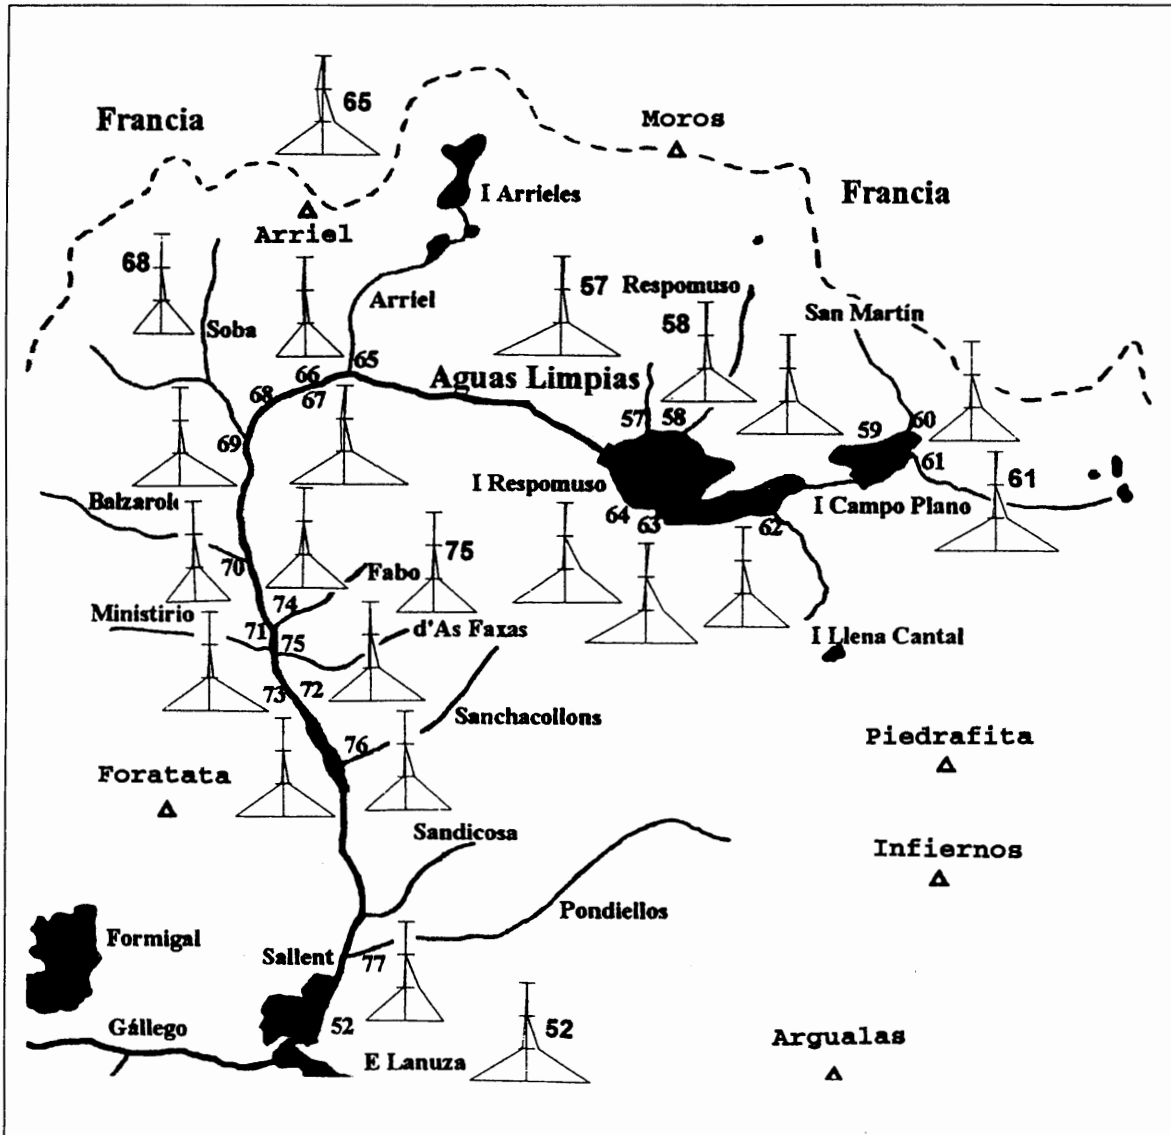 65
Francia
Moros
I Arrieles
Francia
Arriel
68
Arriel
57
Respomuso
58
San Martín
Soba
65
66
67
68
Aguas Limpias
57
58
59
60
69
61
I Respomuso
61
Balzarole
64
63
62
I Campo Plano
70
75
Fabo
Ministirio
74
71
75
d'As Faxas
I Llena Cantal
73
72
Sanchacollons
76
Piedrafita
Foratata
Sandicosa
Infiernos
Pondiellos
Formigal
Sallent
77
Gállego
52
52
E Lanuza
Argualas